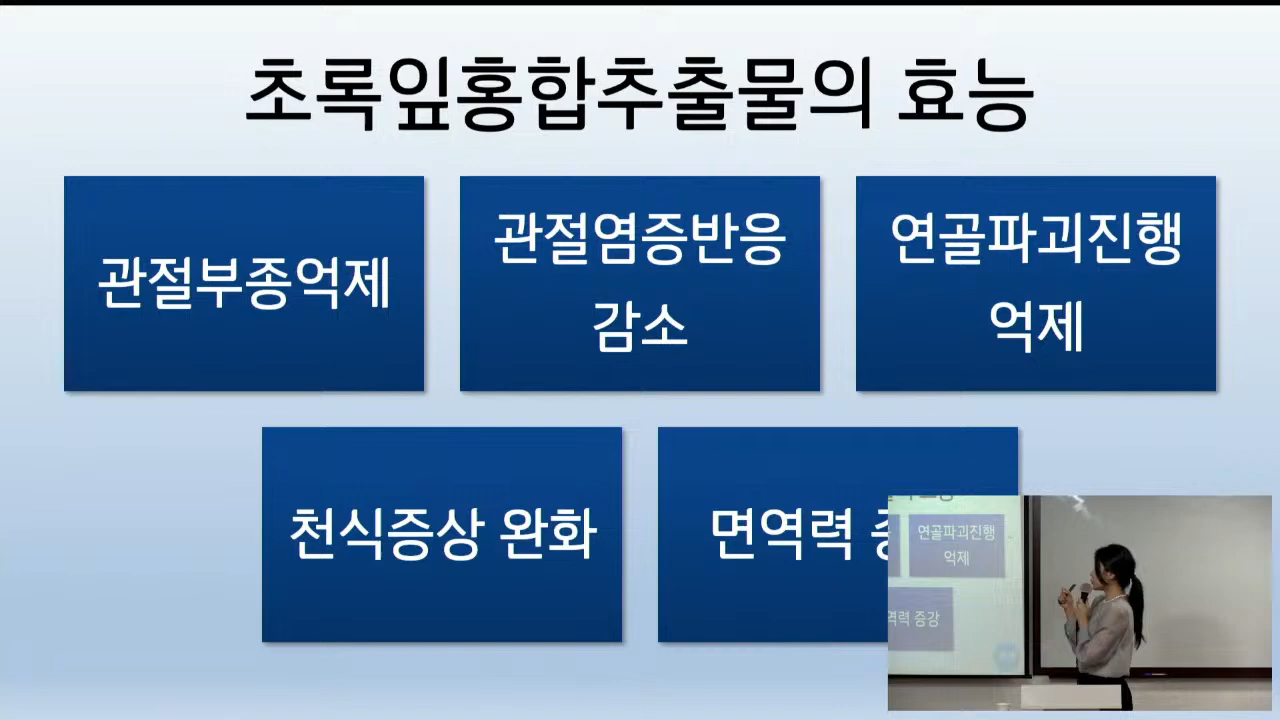 초록잎홍합추출물의 효능
관절부종억제
관절염증반응
감소
연골파괴진행
억제
천식증상 완화
면역력
연골파괴진행
억제
역력 증강